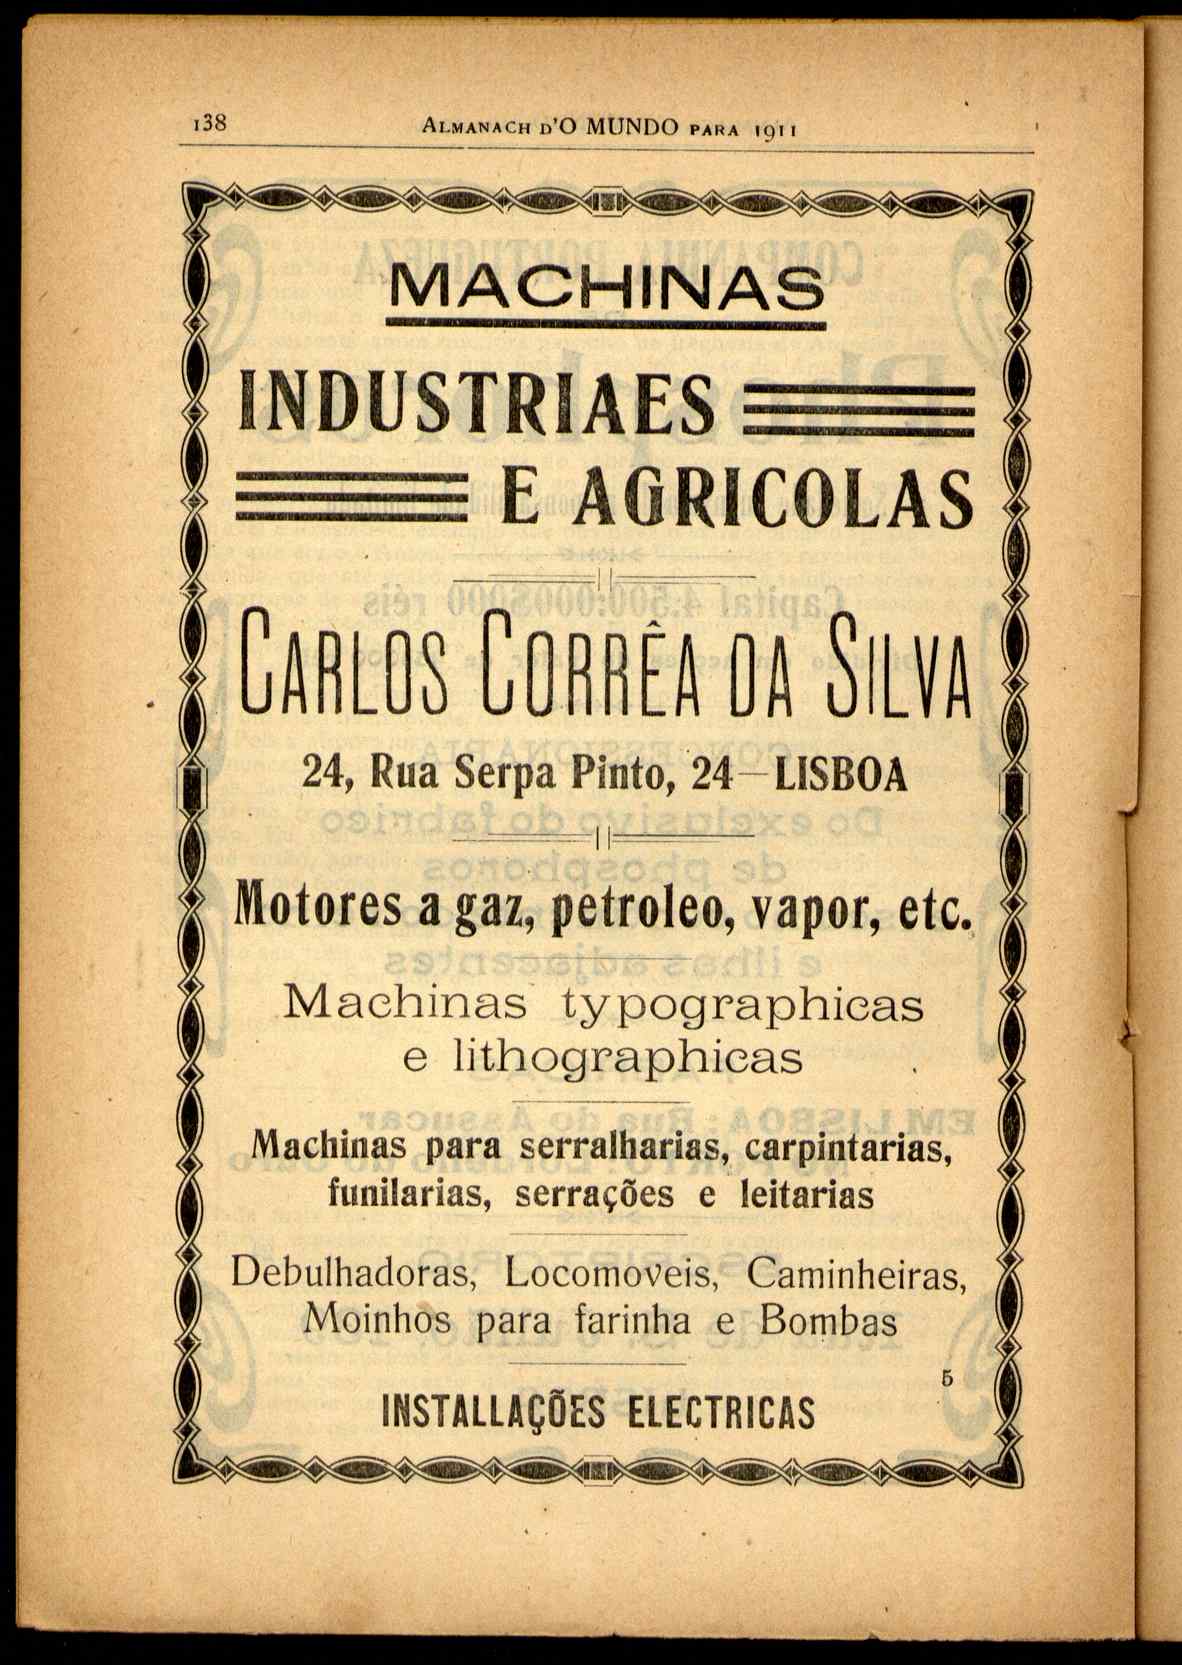 138
ALMANACH D'O MUNDO PARA 1911
MACHINAS
INDUSTRIAES
E AGRICOLAS
CARLOS CORRÊA DA SILVA
24, Rua Serpa Pinto, 24—LISBOA
Motores a gaz, petroleo, vapor, etc.
Machinas typographicas
e lithographicas
Machinas para serralharias, carpintarias,
funilarias, serrações e leitarias
Debulhadoras, Locomoveis, Caminheiras,
Moinhos para farinha e Bombas
5
INSTALLAÇÕES ELECTRICAS